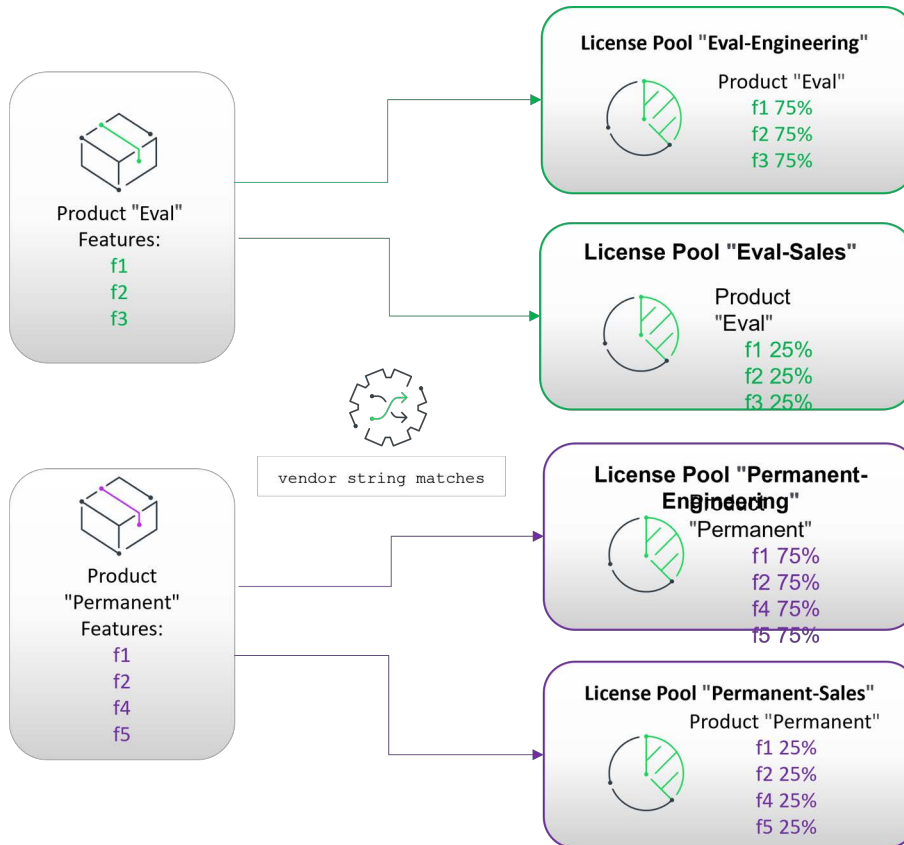 Product "Eval"
Features:
f1
f2
f3
License Pool "Eval-Engineering"
Product "Eval"
f1 75%
f2 75%
f3 75%
License Pool "Eval-Sales"
Product
"Eval"
f1 25%
f2 25%
f3 25%
vendor string matches
Product
"Permanent"
Features:
f1
f2
f4
f5
License Pool "Permanent-
Engineering"
Product
"Permanent"
f1 75%
f2 75%
f4 75%
f5 75%
License Pool "Permanent-Sales"
Product "Permanent"
f1 25%
f2 25%
f4 25%
f5 25%